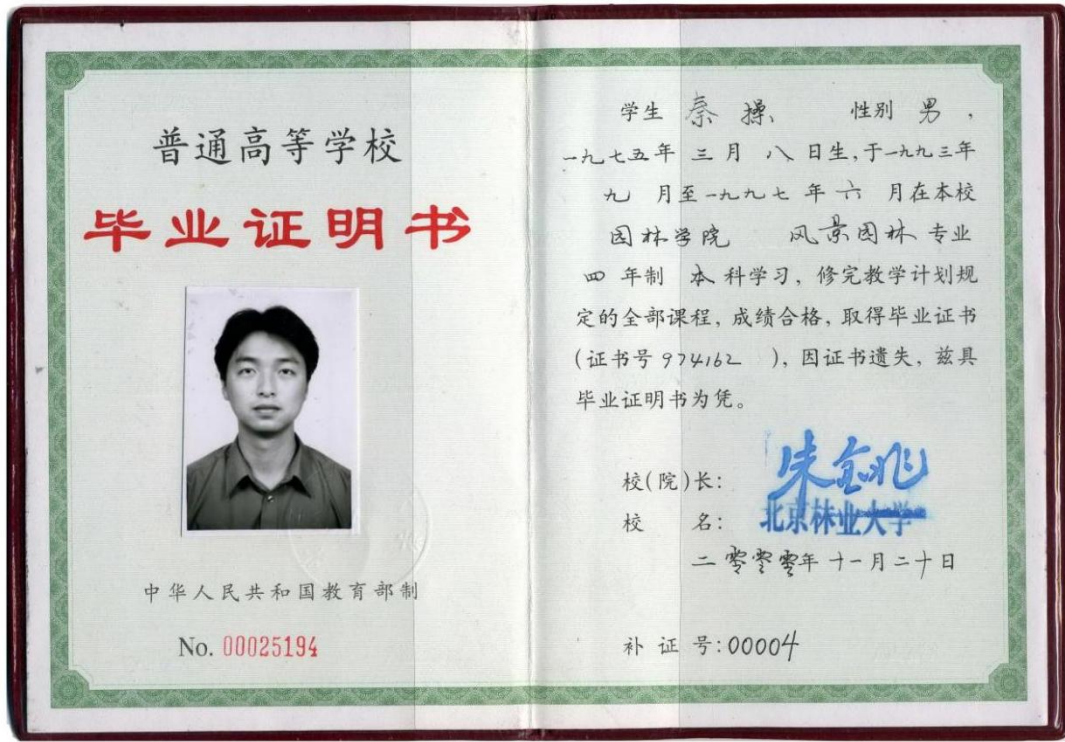 普通高等学校
毕业证明书
中华人民共和国教育部制
No. 00025194
学生 秦操 性别 男，
一九七五年 三月 八日生，于一九九三年
九 月至一九九七年 六 月在本校
园林学院 风景园林 专业
四 年制 本 科学习，修完教学计划规
定的全部课程，成绩合格，取得毕业证书
(证书号 974162 )，因证书遗失，兹具
毕业证明书为凭。
校(院)长： 朱金兆
校 名： 北京林业大学
二零零零年十一月二十日
补 证 号：00004